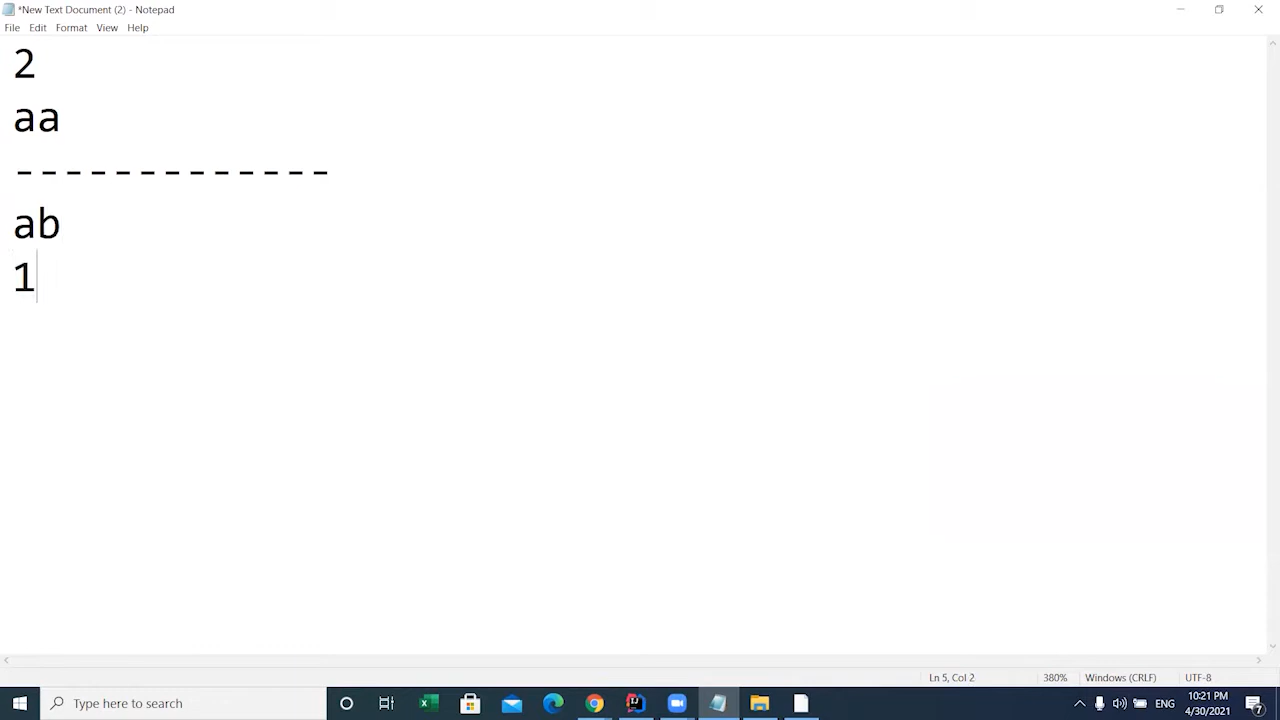 *New Text Document (2) - Notepad
File Edit Format View Help
2
aa
-------------
ab
1
Ln 5, Col 2 380% Windows (CRLF) UTF-8
Type here to search
ENG
10:21 PM
4/30/2021
7